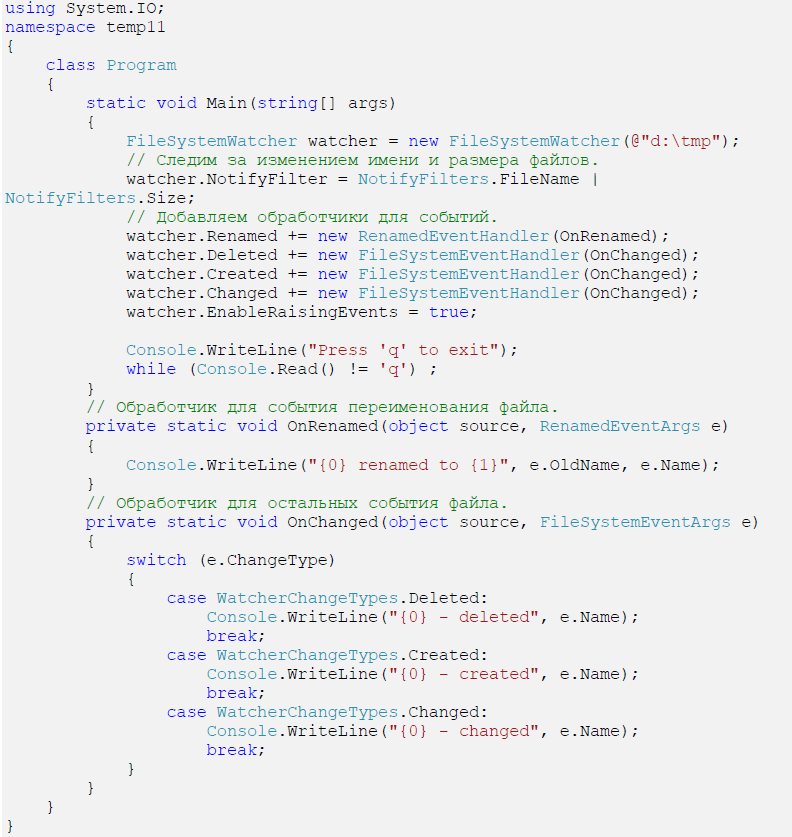 using System.IO;
namespace temp11
{
    class Program
    {
        static void Main(string[] args)
        {
            FileSystemWatcher watcher = new FileSystemWatcher(@"d:\tmp");
            // Следим за изменением имени и размера файлов.
            watcher.NotifyFilter = NotifyFilters.FileName |
NotifyFilters.Size;
            // Добавляем обработчики для событий.
            watcher.Renamed += new RenamedEventHandler(OnRenamed);
            watcher.Deleted += new FileSystemEventHandler(OnChanged);
            watcher.Created += new FileSystemEventHandler(OnChanged);
            watcher.Changed += new FileSystemEventHandler(OnChanged);
            watcher.EnableRaisingEvents = true;

            Console.WriteLine("Press 'q' to exit");
            while (Console.Read() != 'q') ;
        }
        // Обработчик для события переименования файла.
        private static void OnRenamed(object source, RenamedEventArgs e)
        {
            Console.WriteLine("{0} renamed to {1}", e.OldName, e.Name);
        }
        // Обработчик для остальных события файла.
        private static void OnChanged(object source, FileSystemEventArgs e)
        {
            switch (e.ChangeType)
            {
                case WatcherChangeTypes.Deleted:
                    Console.WriteLine("{0} - deleted", e.Name);
                    break;
                case WatcherChangeTypes.Created:
                    Console.WriteLine("{0} - created", e.Name);
                    break;
                case WatcherChangeTypes.Changed:
                    Console.WriteLine("{0} - changed", e.Name);
                    break;
            }
        }
    }
}